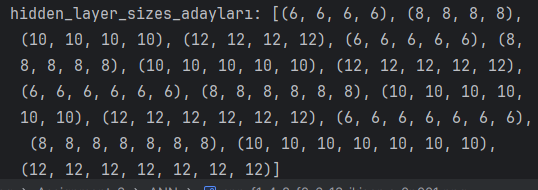 hidden_layer_sizes_adayları: [(6, 6, 6, 6), (8, 8, 8, 8),
(10, 10, 10, 10), (12, 12, 12, 12), (6, 6, 6, 6, 6), (8,
8, 8, 8, 8), (10, 10, 10, 10, 10), (12, 12, 12, 12, 12),
(6, 6, 6, 6, 6, 6), (8, 8, 8, 8, 8, 8), (10, 10, 10, 10,
10, 10), (12, 12, 12, 12, 12, 12), (6, 6, 6, 6, 6, 6, 6),
(8, 8, 8, 8, 8, 8, 8), (10, 10, 10, 10, 10, 10, 10),
(12, 12, 12, 12, 12, 12, 12)]